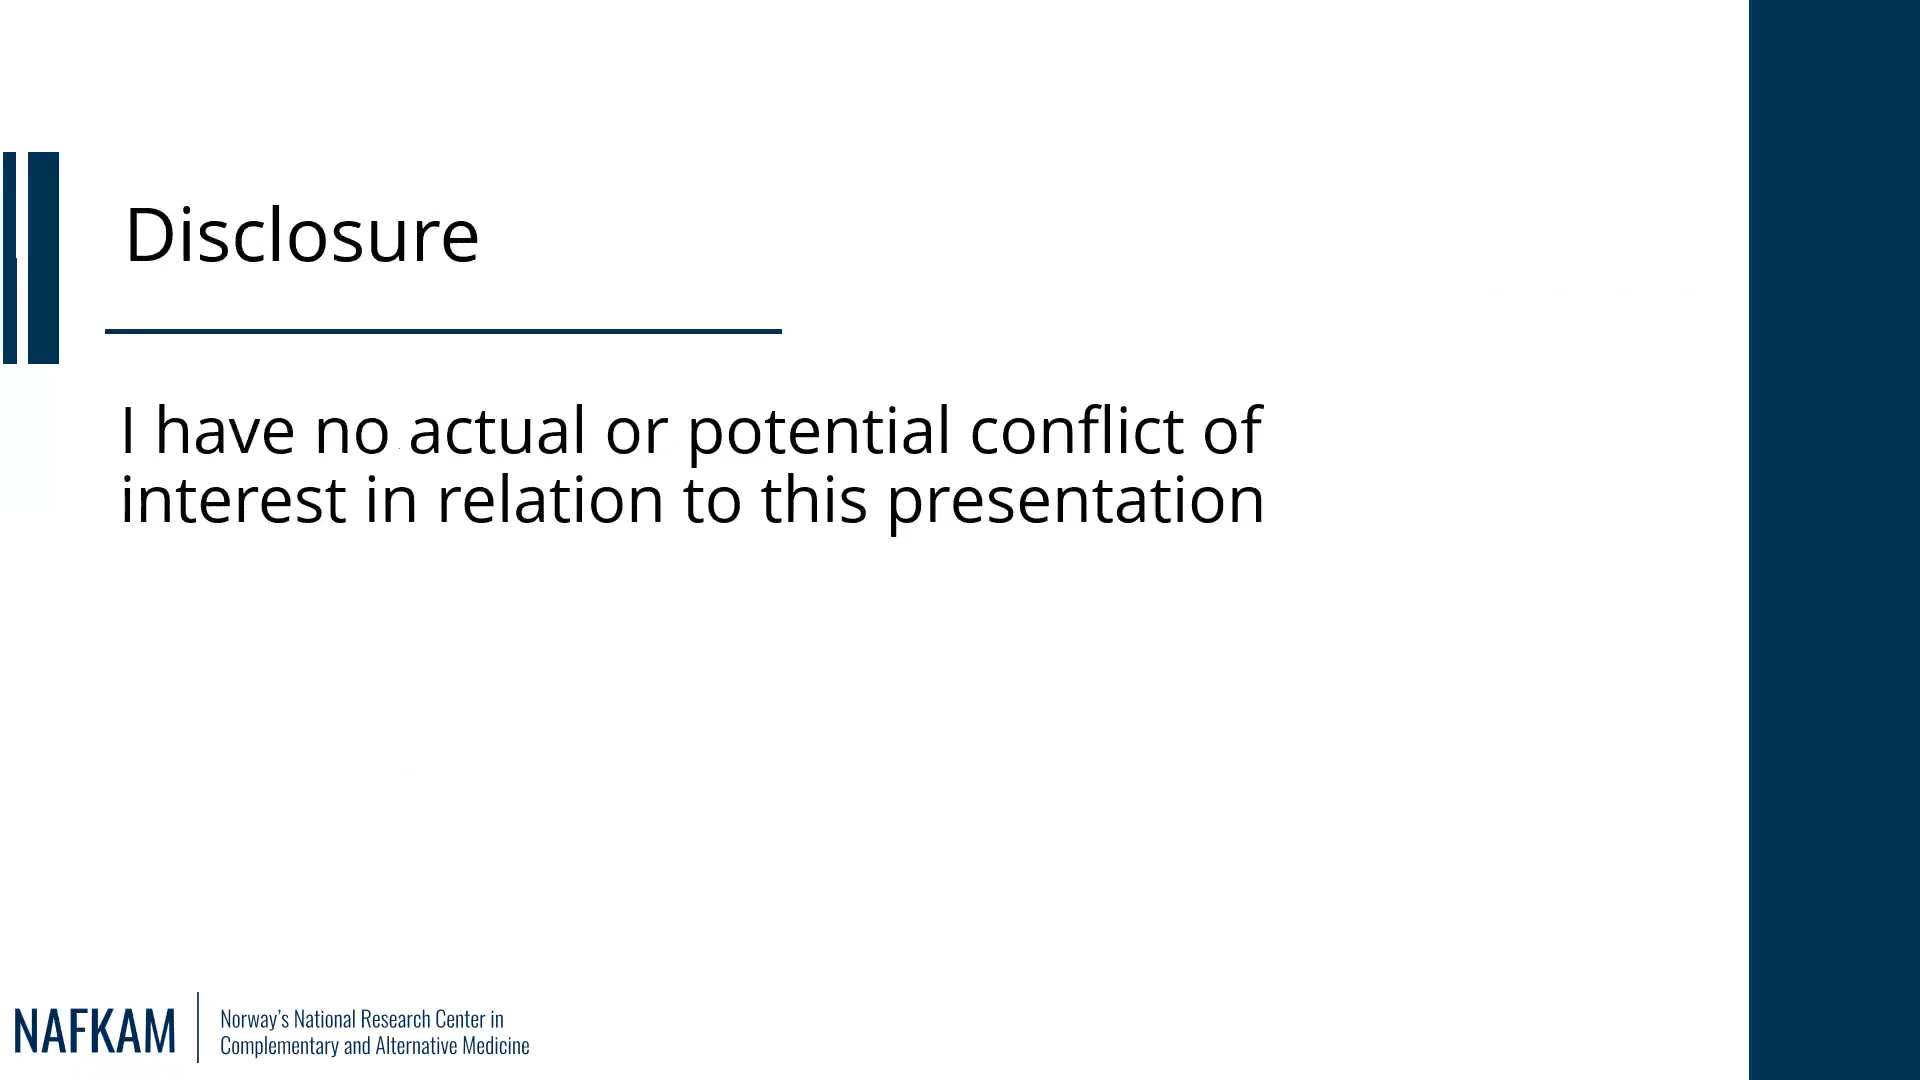 Disclosure
I have no actual or potential conflict of
interest in relation to this presentation
NAFKAM
Norway’s National Research Center in
Complementary and Alternative Medicine